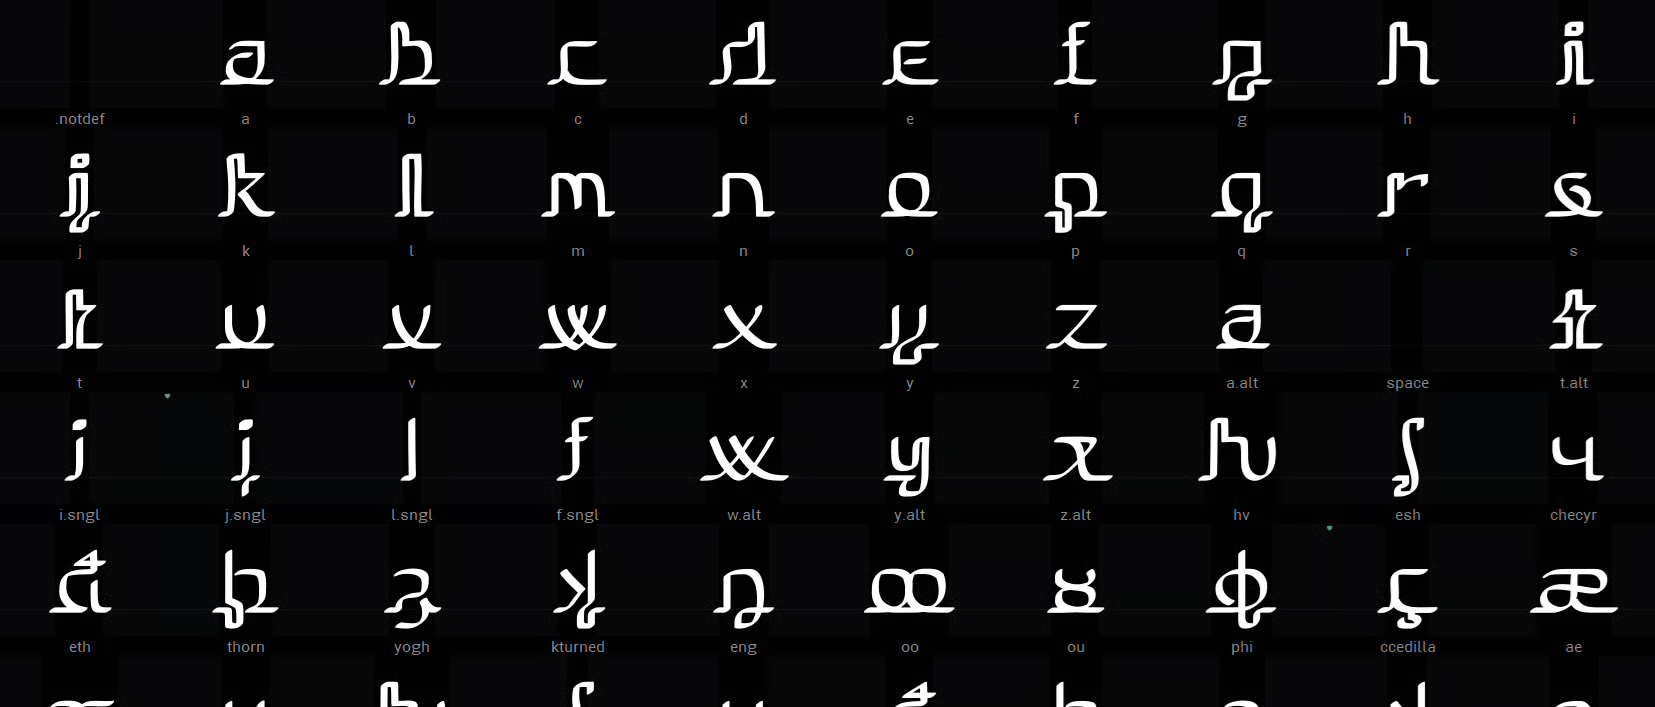 a b c d e f g h i
.notdef a b c d e f g h i
j k l m n o p q r s
j k l m n o p q r s
t u v w x y z a t
t u v w x y z a.alt space t.alt
i j l f w y z ƕ ʃ ч
i.sngl j.sngl l.sngl f.sngl w.alt y.alt z.alt hv esh checyr
ð þ ȝ ʞ ŋ ꝏ ȣ ɸ ç æ
eth thorn yogh kturned eng oo ou phi ccedilla ae